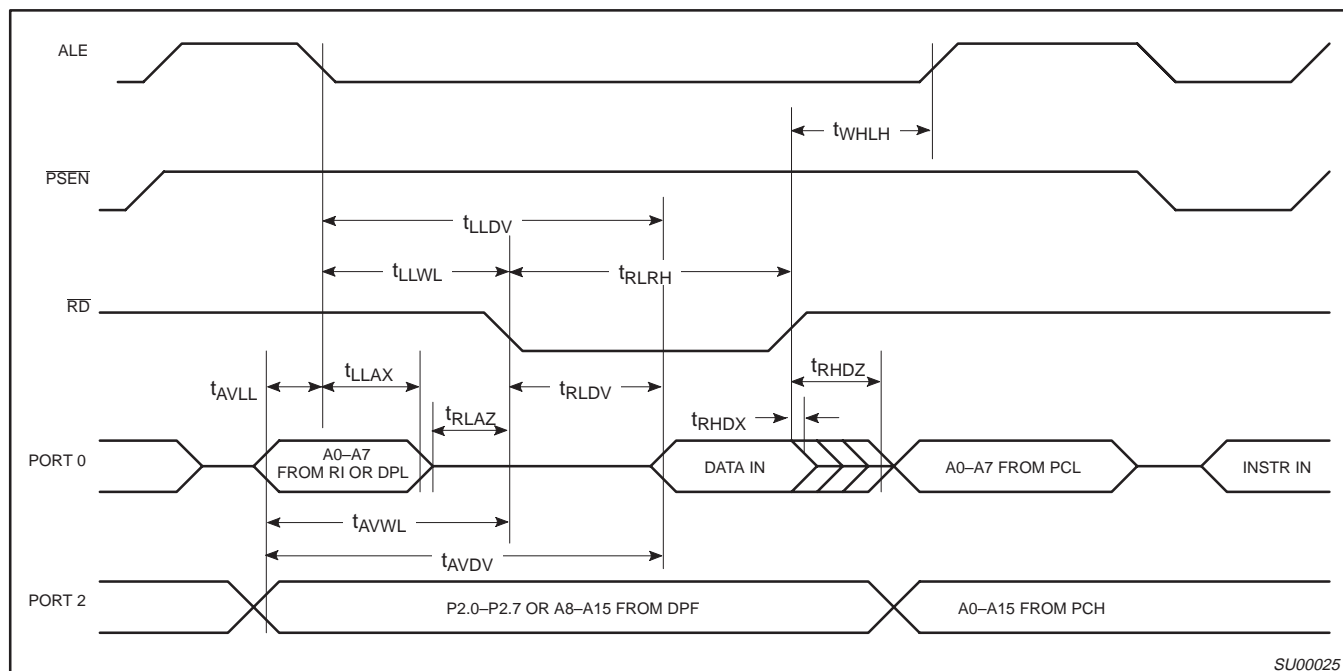 ALE
tWHLH
PSEN
tLLDV
tLLWL
tRLRH
RD
tAVLL
tLLAX
tRLDV
tRHDZ
tRLAZ
tRHDX
PORT 0
A0–A7
FROM RI OR DPL
DATA IN
A0–A7 FROM PCL
INSTR IN
tAVWL
tAVDV
PORT 2
P2.0–P2.7 OR A8–A15 FROM DPF
A0–A15 FROM PCH
SU00025